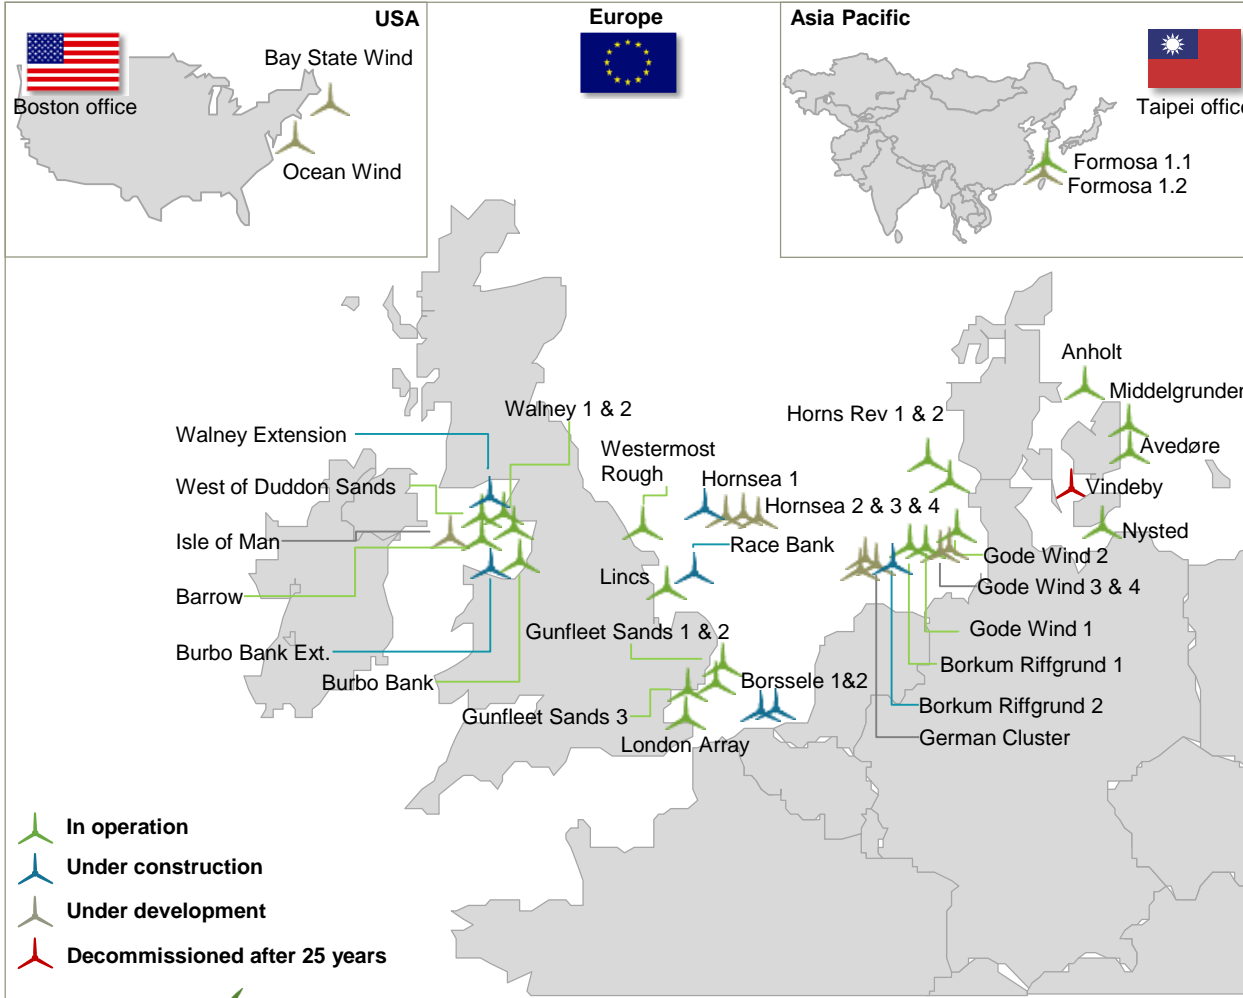 USA
Europe
Asia Pacific
Bay State Wind
Boston office
Ocean Wind
Taipei office
Formosa 1.1
Formosa 1.2
Anholt
Middelgrunden
Walney 1 & 2
Horns Rev 1 & 2
Walney Extension
Westermost
Rough
Avedøre
Hornsea 1
West of Duddon Sands
Vindeby
Hornsea 2 & 3 & 4
Nysted
Isle of Man
Race Bank
Gode Wind 2
Lincs
Gode Wind 3 & 4
Barrow
Gode Wind 1
Gunfleet Sands 1 & 2
Burbo Bank Ext.
Borkum Riffgrund 1
Burbo Bank
Borssele 1&2
Borkum Riffgrund 2
Gunfleet Sands 3
German Cluster
London Array
In operation
Under construction
Under development
Decommissioned after 25 years